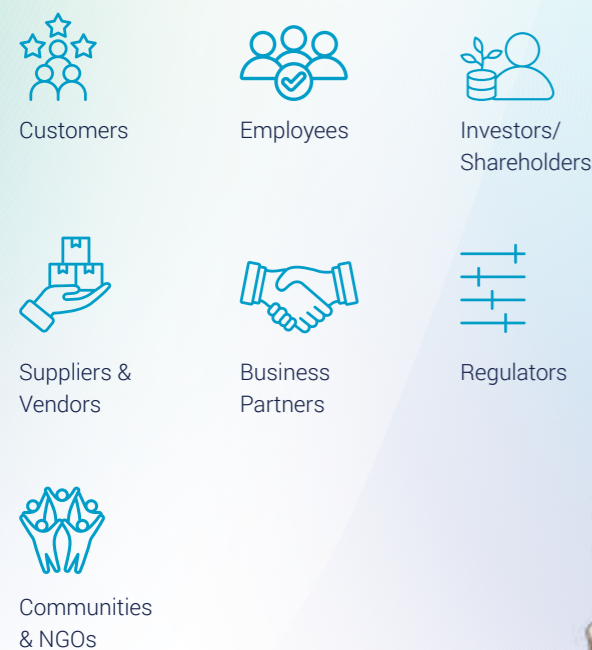 Customers
Employees
Investors/
Shareholders
Suppliers &
Vendors
Business
Partners
Regulators
Communities
& NGOs